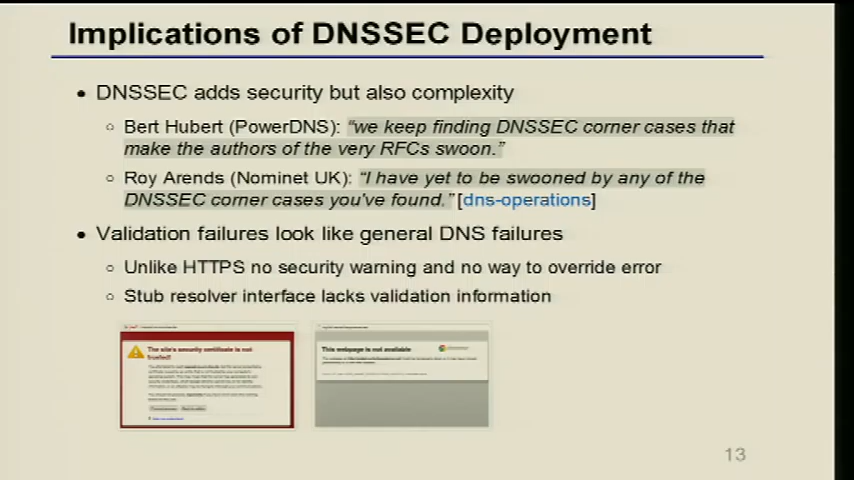 Implications of DNSSEC Deployment
• DNSSEC adds security but also complexity
○ Bert Hubert (PowerDNS): "we keep finding DNSSEC corner cases that
make the authors of the very RFCs swoon."
○ Roy Arends (Nominet UK): "I have yet to be swooned by any of the
DNSSEC corner cases you've found." [dns-operations]
• Validation failures look like general DNS failures
○ Unlike HTTPS no security warning and no way to override error
○ Stub resolver interface lacks validation information
The site's security certificate is not
trusted!
This webpage is not available
13